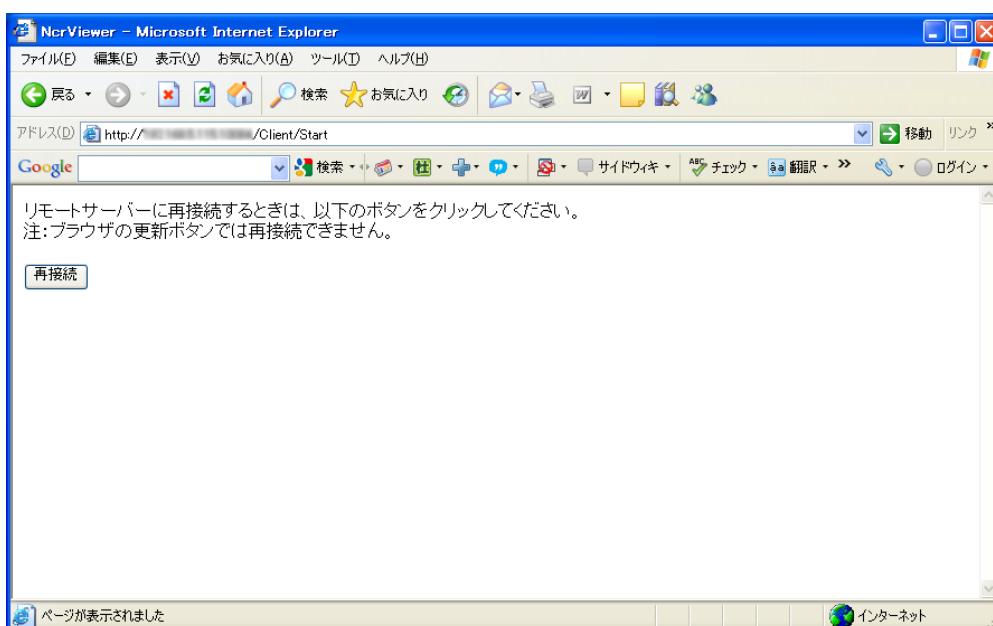 NcrViewer - Microsoft Internet Explorer
ファイル(F) 編集(E) 表示(V) お気に入り(A) ツール(T) ヘルプ(H)
戻る 検索 お気に入り
アドレス(D) http:// /Client/Start 移動 リンク »
Google 検索 サイドウィキ チェック 翻訳 » ログイン
リモートサーバーに再接続するときは、以下のボタンをクリックしてください。
注:ブラウザの更新ボタンでは再接続できません。
再接続
ページが表示されました インターネット